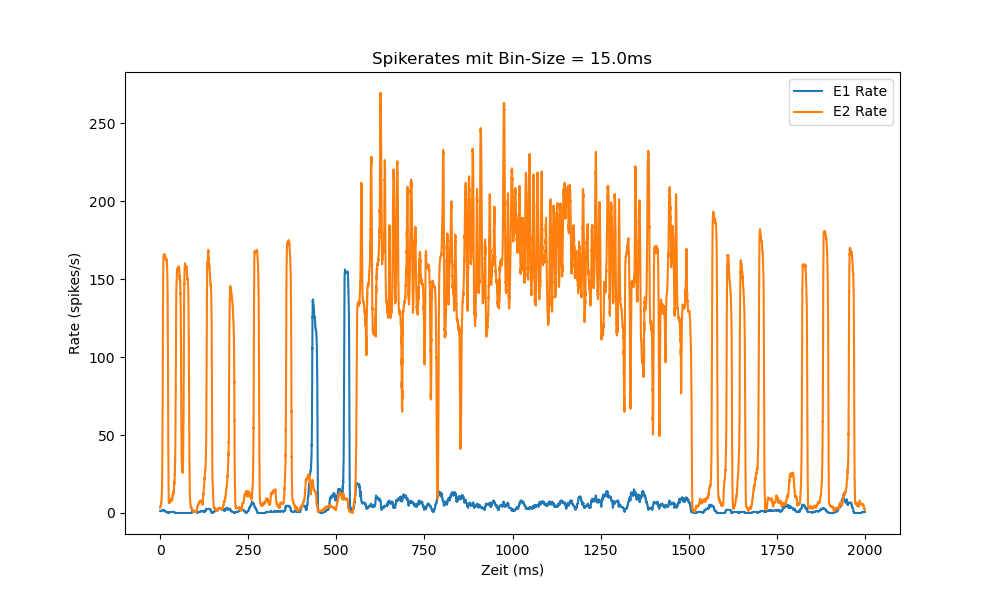 Spikerates mit Bin-Size = 15.0ms
E1 Rate
E2 Rate
Rate (spikes/s)
250
200
150
100
50
0
0 250 500 750 1000 1250 1500 1750 2000
Zeit (ms)